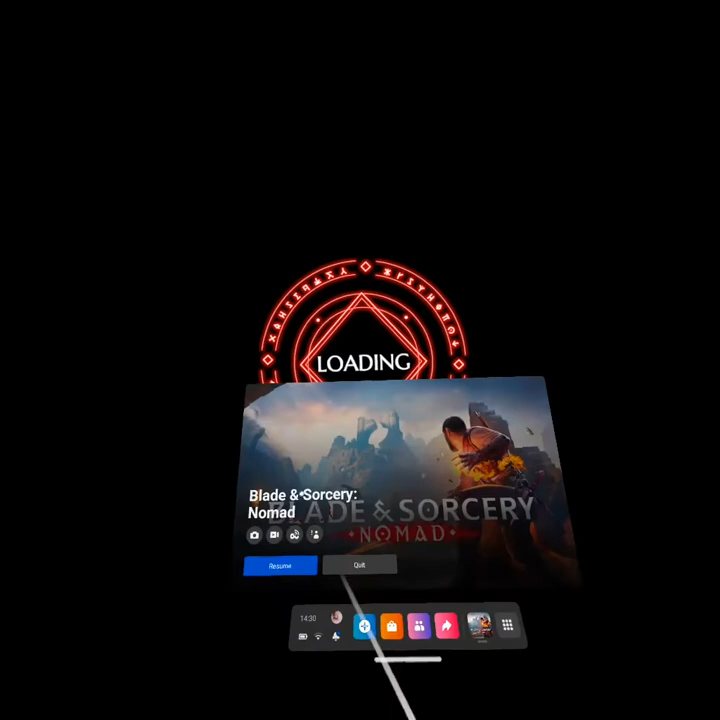 LOADING
Blade & Sorcery:
Nomad
BLADE & SORCERY
NOMAD
Resume
Quit
14:30